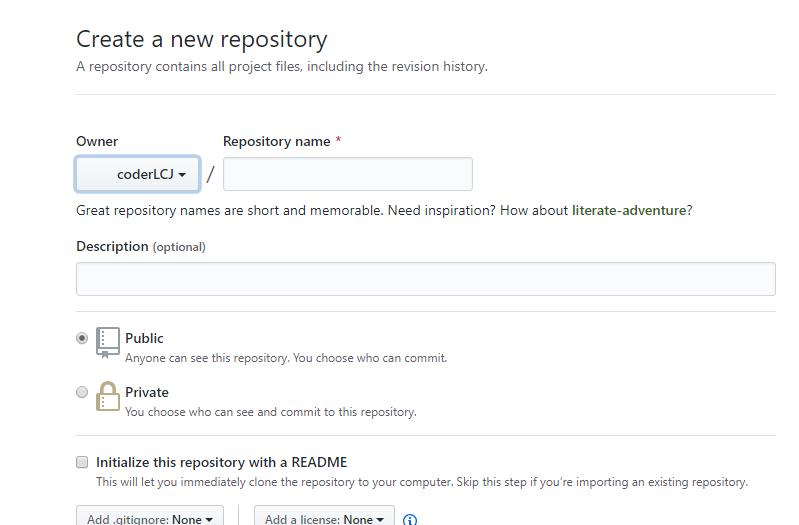 Create a new repository
A repository contains all project files, including the revision history.
Owner
Repository name *
coderLCJ
/
Great repository names are short and memorable. Need inspiration? How about literate-adventure?
Description (optional)
Public
Anyone can see this repository. You choose who can commit.
Private
You choose who can see and commit to this repository.
Initialize this repository with a README
This will let you immediately clone the repository to your computer. Skip this step if you’re importing an existing repository.
Add .gitignore: None
Add a license: None